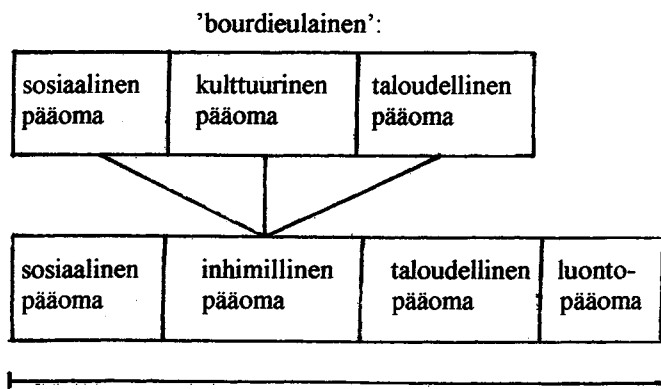 'bourdieulainen':
sosiaalinen pääoma
kulttuurinen pääoma
taloudellinen pääoma
sosiaalinen pääoma
inhimillinen pääoma
taloudellinen pääoma
luonto-
pääoma